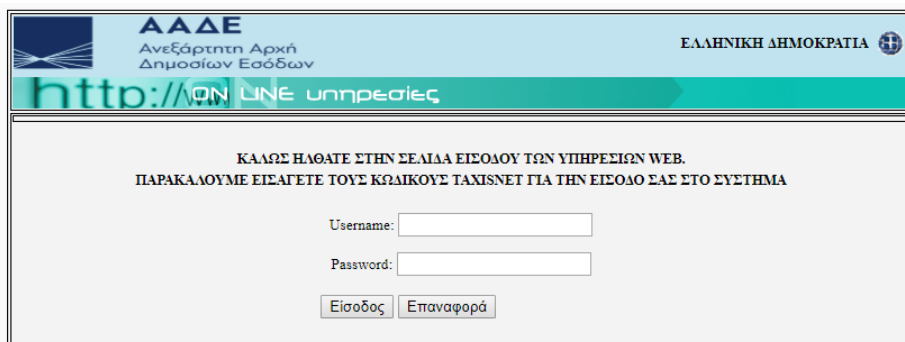 ΑΑΔΕ
Ανεξάρτητη Αρχή
Δημοσίων Εσόδων
ΕΛΛΗΝΙΚΗ ΔΗΜΟΚΡΑΤΙΑ
http://www
ON LINE υπηρεσίες
ΚΑΛΩΣ ΗΛΘΑΤΕ ΣΤΗΝ ΣΕΛΙΔΑ ΕΙΣΟΔΟΥ ΤΩΝ ΥΠΗΡΕΣΙΩΝ WEB.
ΠΑΡΑΚΑΛΟΥΜΕ ΕΙΣΑΓΕΤΕ ΤΟΥΣ ΚΩΔΙΚΟΥΣ TAXISNET ΓΙΑ ΤΗΝ ΕΙΣΟΔΟ ΣΑΣ ΣΤΟ ΣΥΣΤΗΜΑ
Username:
Password:
Είσοδος Επαναφορά